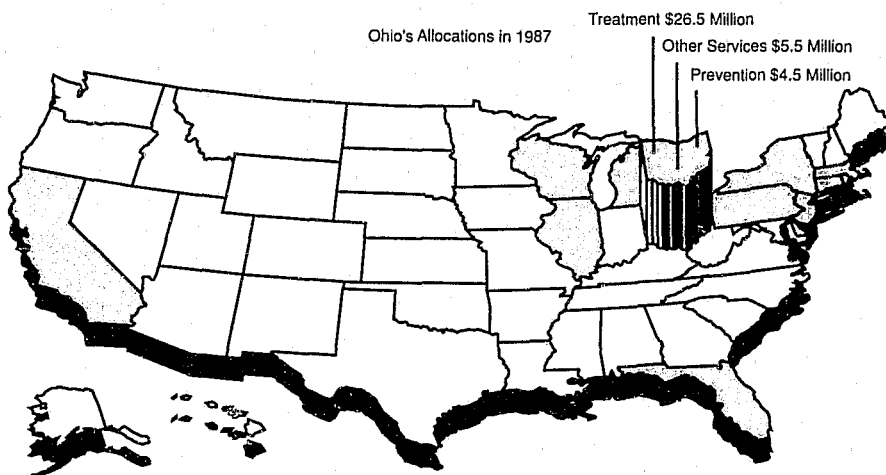 Ohio's Allocations in 1987
Treatment $26.5 Million
Other Services $5.5 Million
Prevention $4.5 Million